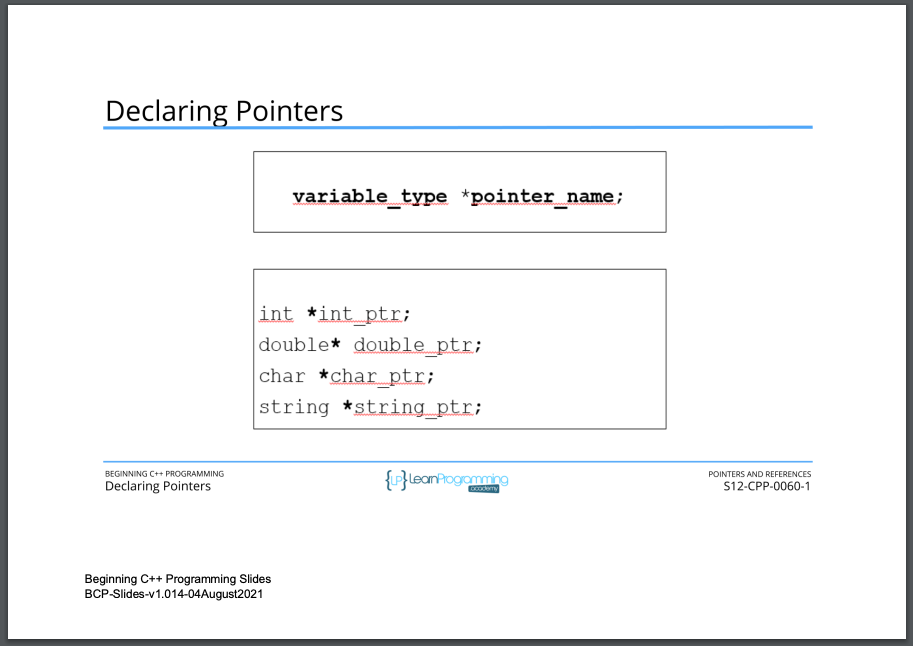 Declaring Pointers
variable_type *pointer_name;
int *int_ptr;
double* double_ptr;
char *char_ptr;
string *string_ptr;
BEGINNING C++ PROGRAMMING
Declaring Pointers
{LP} LearnProgramming
academy
POINTERS AND REFERENCES
S12-CPP-0060-1
Beginning C++ Programming Slides
BCP-Slides-v1.014-04August2021